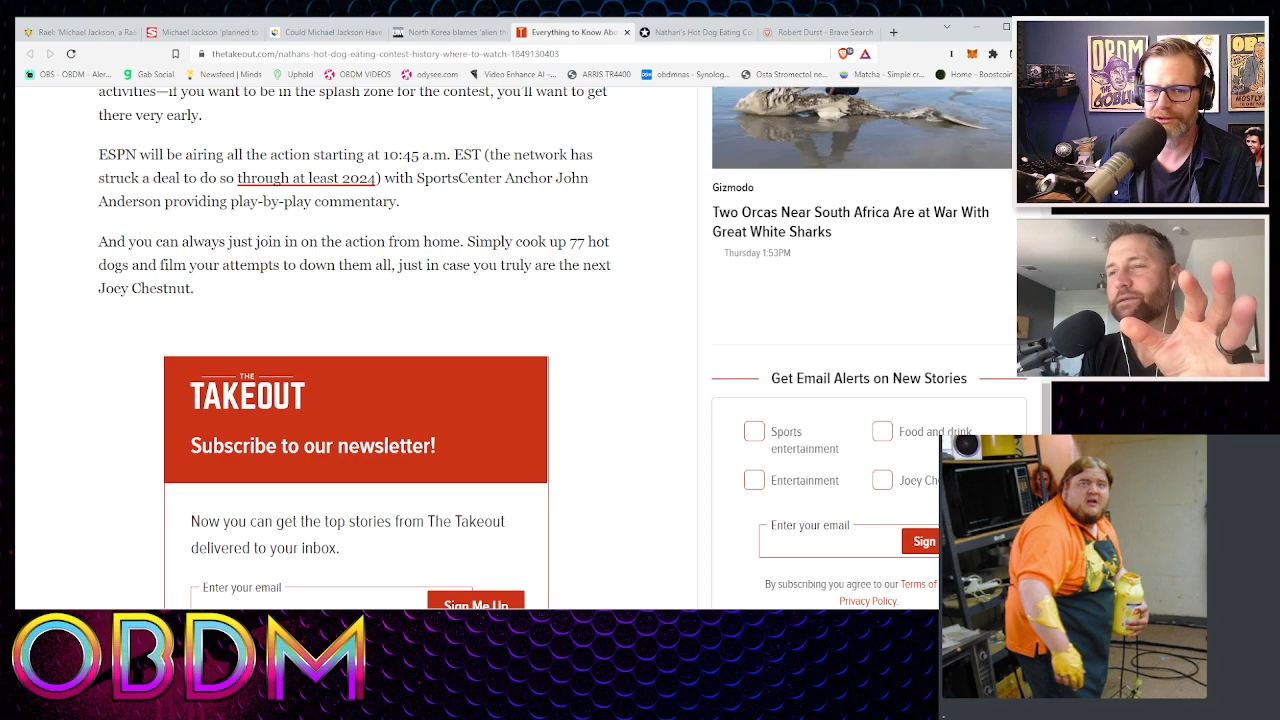 Rael: 'Michael Jackson, a Rae
Michael Jackson 'planned to
Could Michael Jackson Have
North Korea blames 'alien th
Everything to Know Abo
Nathan's Hot Dog Eating Co
Robert Durst - Brave Search
thetakeout.com/nathans-hot-dog-eating-contest-history-where-to-watch-1849130403
OBS - OBDM - Aler...
Gab Social
Newsfeed | Minds
Uphold
OBDM VIDEOS
odysee.com
Video Enhance AI -...
ARRIS TR4400
obdmnas - Synolog...
Osta Stromectol ne...
Matcha - Simple cr...
Home - Boostcoin
activities—if you want to be in the splash zone for the contest, you'll want to get
there very early.
ESPN will be airing all the action starting at 10:45 a.m. EST (the network has
struck a deal to do so through at least 2024) with SportsCenter Anchor John
Anderson providing play-by-play commentary.
And you can always just join in on the action from home. Simply cook up 77 hot
dogs and film your attempts to down them all, just in case you truly are the next
Joey Chestnut.
THE
TAKEOUT
Subscribe to our newsletter!
Now you can get the top stories from The Takeout
delivered to your inbox.
Enter your email
Sign Me Up
Gizmodo
Two Orcas Near South Africa Are at War With
Great White Sharks
Thursday 1:53PM
Get Email Alerts on New Stories
Sports
entertainment
Food and drink
Entertainment
Joey Ch
Enter your email
Sign
By subscribing you agree to our Terms of
Privacy Policy.
OBDM
THE
GOBLIN
MOSTLY
OBDM